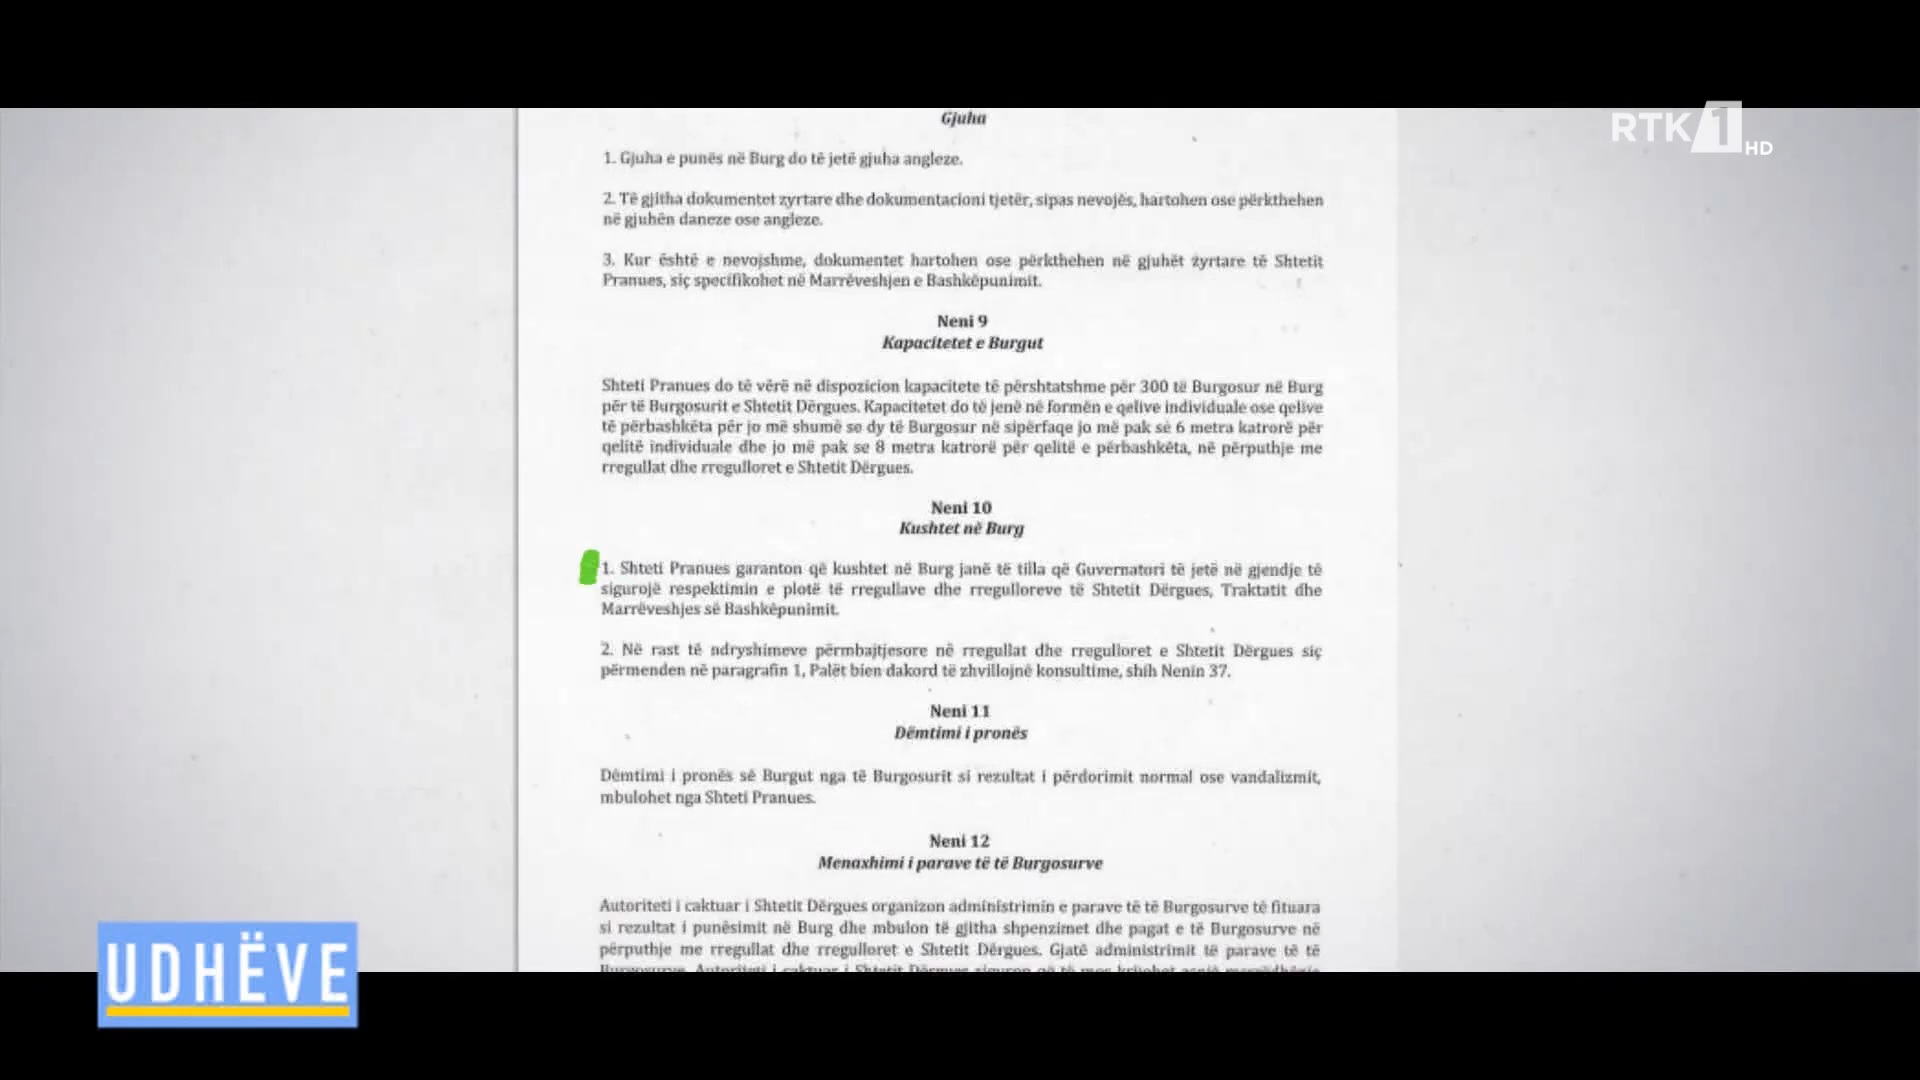 RTK 1 HD
Gjuha
1. Gjuha e punës në Burg do të jetë gjuha angleze.
2. Të gjitha dokumentet zyrtare dhe dokumentacioni tjetër, sipas nevojës, hartohen ose përkthehen
në gjuhën daneze ose angleze.
3. Kur është e nevojshme, dokumentet hartohen ose përkthehen në gjuhët zyrtare të Shtetit
Pranues, siç specifikohet në Marrëveshjen e Bashkëpunimit.
Neni 9
Kapacitetet e Burgut
Shteti Pranues do të vërë në dispozicion kapacitete të përshtatshme për 300 të Burgosur në Burg
për të Burgosurit e Shtetit Dërgues. Kapacitetet do të jenë në formën e qelive individuale ose qelive
të përbashkëta për jo më shumë se dy të Burgosur në sipërfaqe jo më pak se 6 metra katrorë për
qelitë individuale dhe jo më pak se 8 metra katrorë për qelitë e përbashkëta, në përputhje me
rregullat dhe rregulloret e Shtetit Dërgues.
Neni 10
Kushtet në Burg
1. Shteti Pranues garanton që kushtet në Burg janë të tilla që Guvernatori të jetë në gjendje të
sigurojë respektimin e plotë të rregullave dhe rregulloreve të Shtetit Dërgues, Traktatit dhe
Marrëveshjes së Bashkëpunimit.
2. Në rast të ndryshimeve përmbajtjesore në rregullat dhe rregulloret e Shtetit Dërgues siç
përmenden në paragrafin 1, Palët bien dakord të zhvillojnë konsultime, shih Nenin 37.
Neni 11
Dëmtimi i pronës
Dëmtimi i pronës së Burgut nga të Burgosurit si rezultat i përdorimit normal ose vandalizmit,
mbulohet nga Shteti Pranues.
Neni 12
Menaxhimi i parave të të Burgosurve
Autoriteti i caktuar i Shtetit Dërgues organizon administrimin e parave të të Burgosurve të fituara
si rezultat i punësimit në Burg dhe mbulon të gjitha shpenzimet dhe pagat e të Burgosurve në
përputhje me rregullat dhe rregulloret e Shtetit Dërgues. Gjatë administrimit të parave të të
UDHËVE